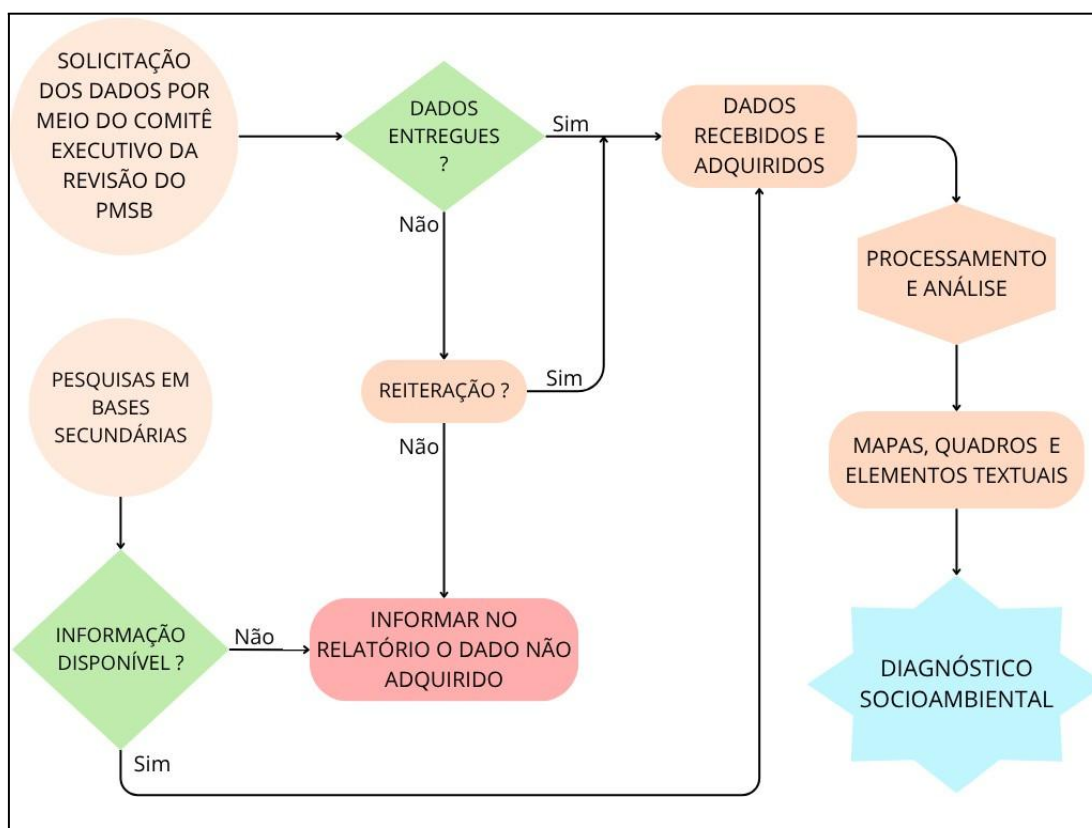 SOLICITAÇÃO
DOS DADOS POR
MEIO DO COMITÊ
EXECUTIVO DA
REVISÃO DO
PMSB
DADOS
ENTREGUES
?
Sim
DADOS
RECEBIDOS E
ADQUIRIDOS
Não
PROCESSAMENTO
E ANÁLISE
PESQUISAS EM
BASES
SECUNDÁRIAS
REITERAÇÃO ?
Sim
Não
MAPAS, QUADROS E
ELEMENTOS TEXTUAIS
INFORMAÇÃO
DISPONÍVEL ?
Não
INFORMAR NO
RELATÓRIO O DADO NÃO
ADQUIRIDO
DIAGNÓSTICO
SOCIOAMBIENTAL
Sim